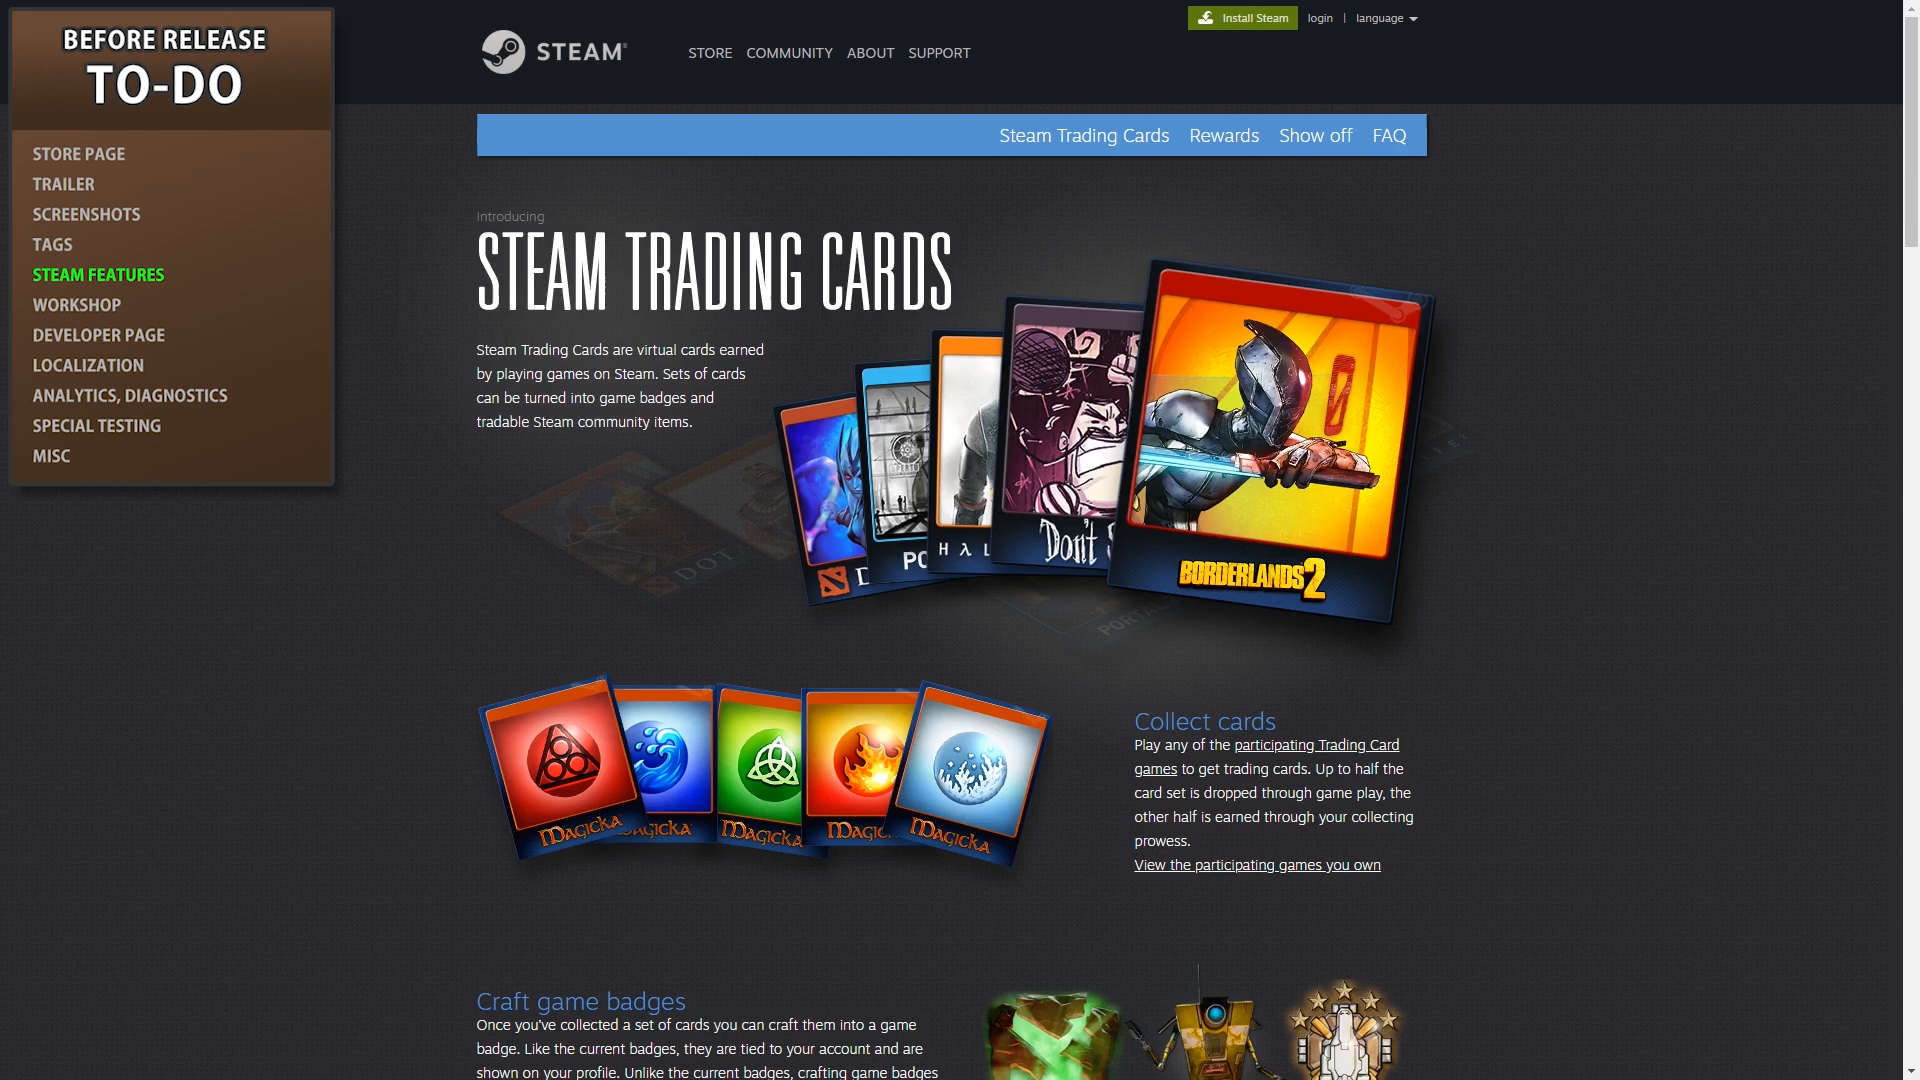 BEFORE RELEASE
TO-DO
STORE PAGE
TRAILER
SCREENSHOTS
TAGS
STEAM FEATURES
WORKSHOP
DEVELOPER PAGE
LOCALIZATION
ANALYTICS, DIAGNOSTICS
SPECIAL TESTING
MISC
Install Steam login | language
STEAM
STORE COMMUNITY ABOUT SUPPORT
Steam Trading Cards Rewards Show off FAQ
Introducing
STEAM TRADING CARDS
Steam Trading Cards are virtual cards earned
by playing games on Steam. Sets of cards
can be turned into game badges and
tradable Steam community items.
DOT
D
PO
H λ L
Don't S
BORDERLANDS 2
PORTAL
MAGICKA
AGICKA
MAGICKA
MAGIC
MAGICKA
Collect cards
Play any of the participating Trading Card
games to get trading cards. Up to half the
card set is dropped through game play, the
other half is earned through your collecting
prowess.
View the participating games you own
Craft game badges
Once you've collected a set of cards you can craft them into a game
badge. Like the current badges, they are tied to your account and are
shown on your profile. Unlike the current badges, crafting game badges